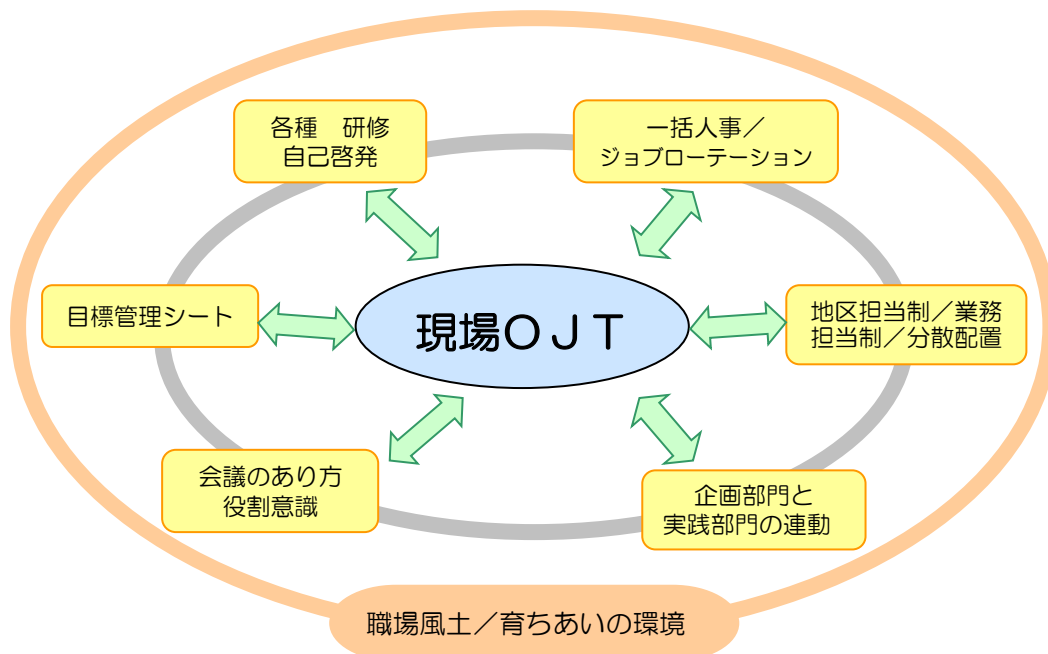 各種　研修
自己啓発
一括人事／
ジョブローテーション
目標管理シート
現場ＯＪＴ
地区担当制／業務
担当制／分散配置
会議のあり方
役割意識
企画部門と
実践部門の連動
職場風土／育ちあいの環境